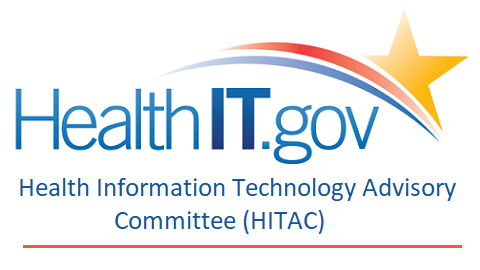 HealthIT.gov
Health Information Technology Advisory
Committee (HITAC)